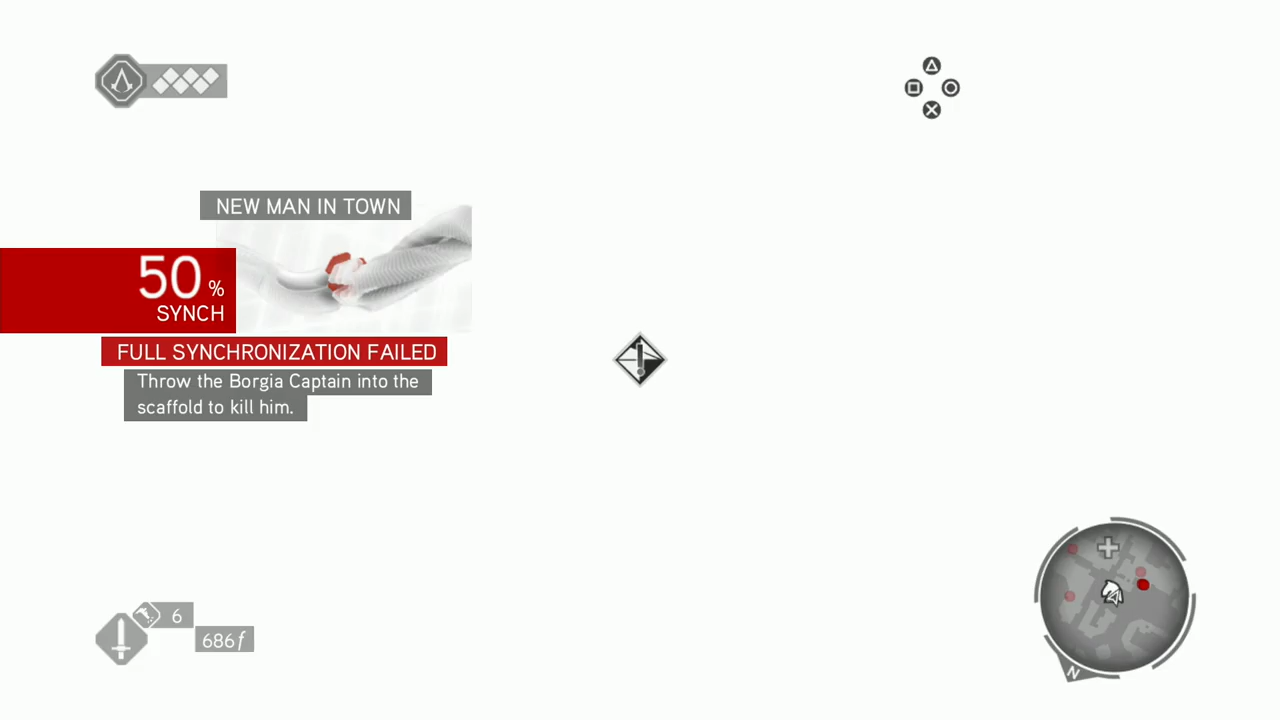 NEW MAN IN TOWN
50 %
SYNCH
FULL SYNCHRONIZATION FAILED
Throw the Borgia Captain into the
scaffold to kill him.
6
686ƒ
N